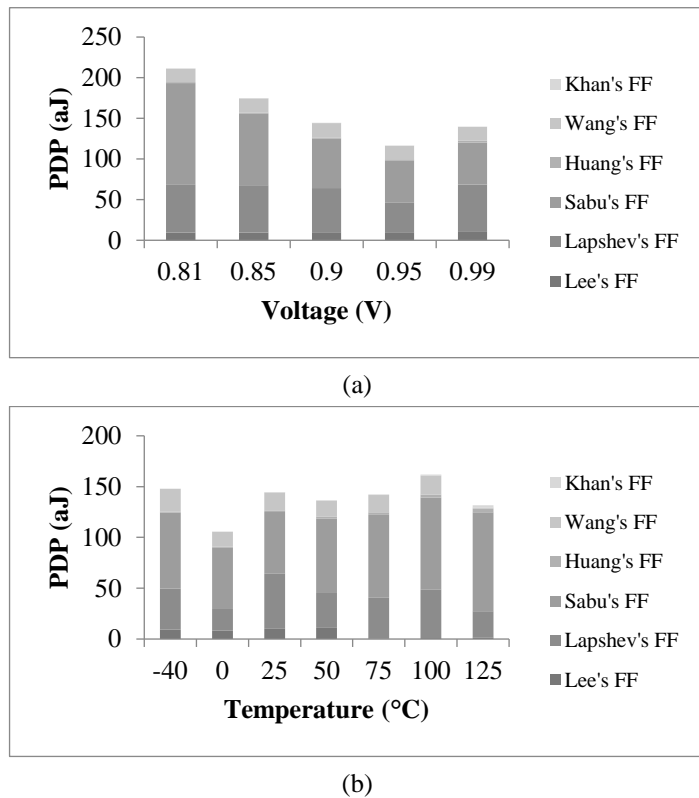 250
200
150
100
50
0
PDP (aJ)
0.81 0.85 0.9 0.95 0.99
Voltage (V)
Khan's FF
Wang's FF
Huang's FF
Sabu's FF
Lapshev's FF
Lee's FF
(a)
200
150
100
50
0
PDP (aJ)
-40 0 25 50 75 100 125
Temperature (°C)
Khan's FF
Wang's FF
Huang's FF
Sabu's FF
Lapshev's FF
Lee's FF
(b)